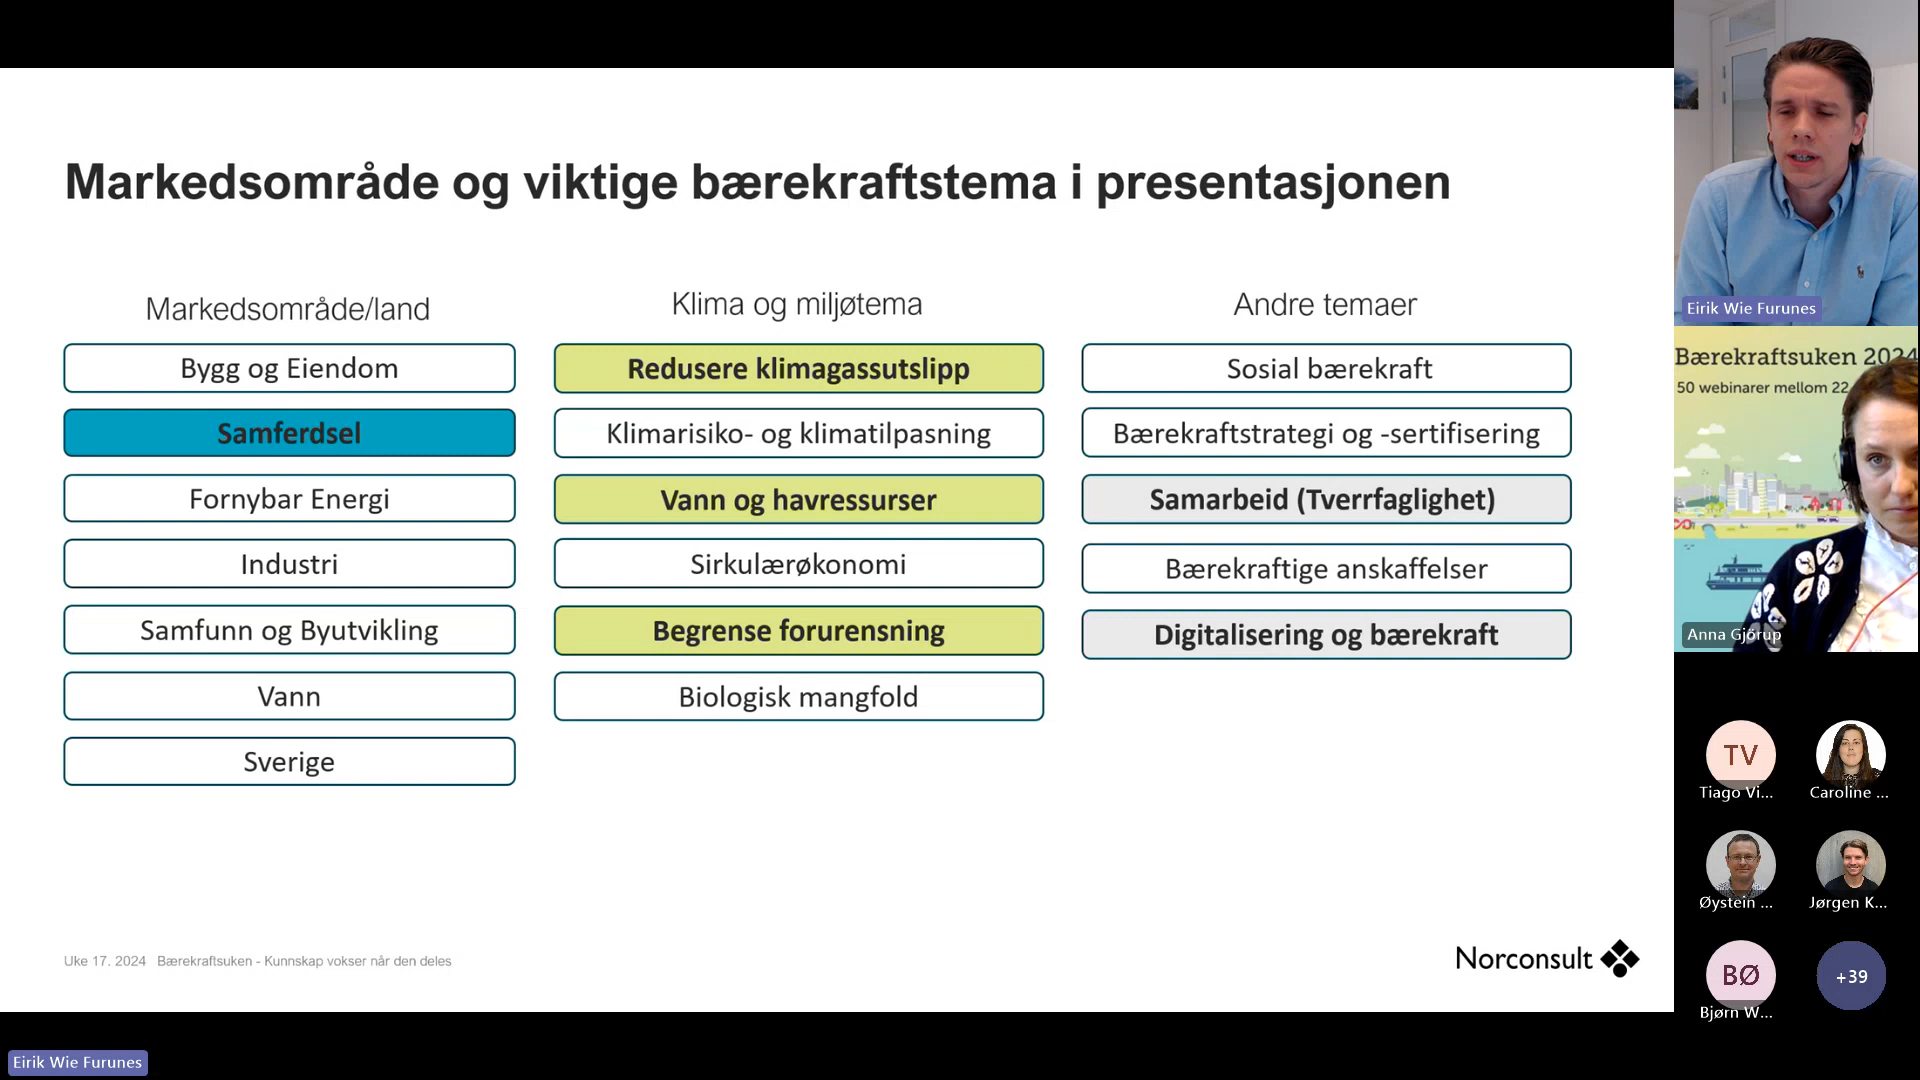 Markedsområde og viktige bærekraftstema i presentasjonen
Markedsområde/land
Bygg og Eiendom
Samferdsel
Fornybar Energi
Industri
Samfunn og Byutvikling
Vann
Sverige
Klima og miljøtema
Redusere klimagassutslipp
Klimarisiko- og klimatilpasning
Vann og havressurser
Sirkulærøkonomi
Begrense forurensning
Biologisk mangfold
Andre temaer
Sosial bærekraft
Bærekraftstrategi og -sertifisering
Samarbeid (Tverrfaglighet)
Bærekraftige anskaffelser
Digitalisering og bærekraft
Uke 17. 2024 Bærekraftsuken - Kunnskap vokser når den deles
Norconsult
Eirik Wie Furunes
Bærekraftsuken 2024
50 webinarer mellom 22
Anna Gjörup
TV
Tiago Vi...
Caroline ...
Øystein ...
Jørgen K...
BØ
Bjørn W...
+39
Eirik Wie Furunes